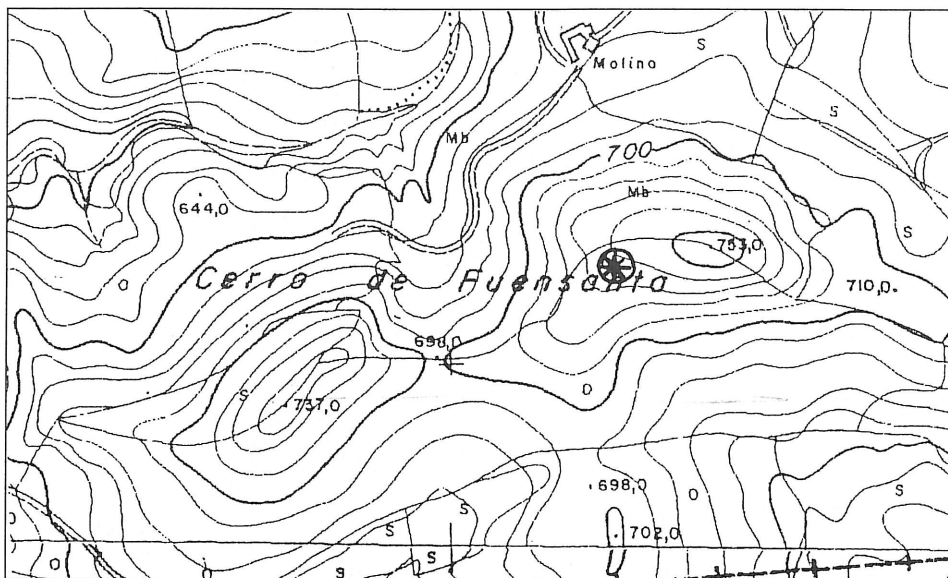 S
Molino
S
Mb
700
Mb
644,0
S
753,0
Cerro de Fuensanta
O
710,0
698,0
O
S
737,0
698,0
O
S
S
S
702,0
O
O
S
S